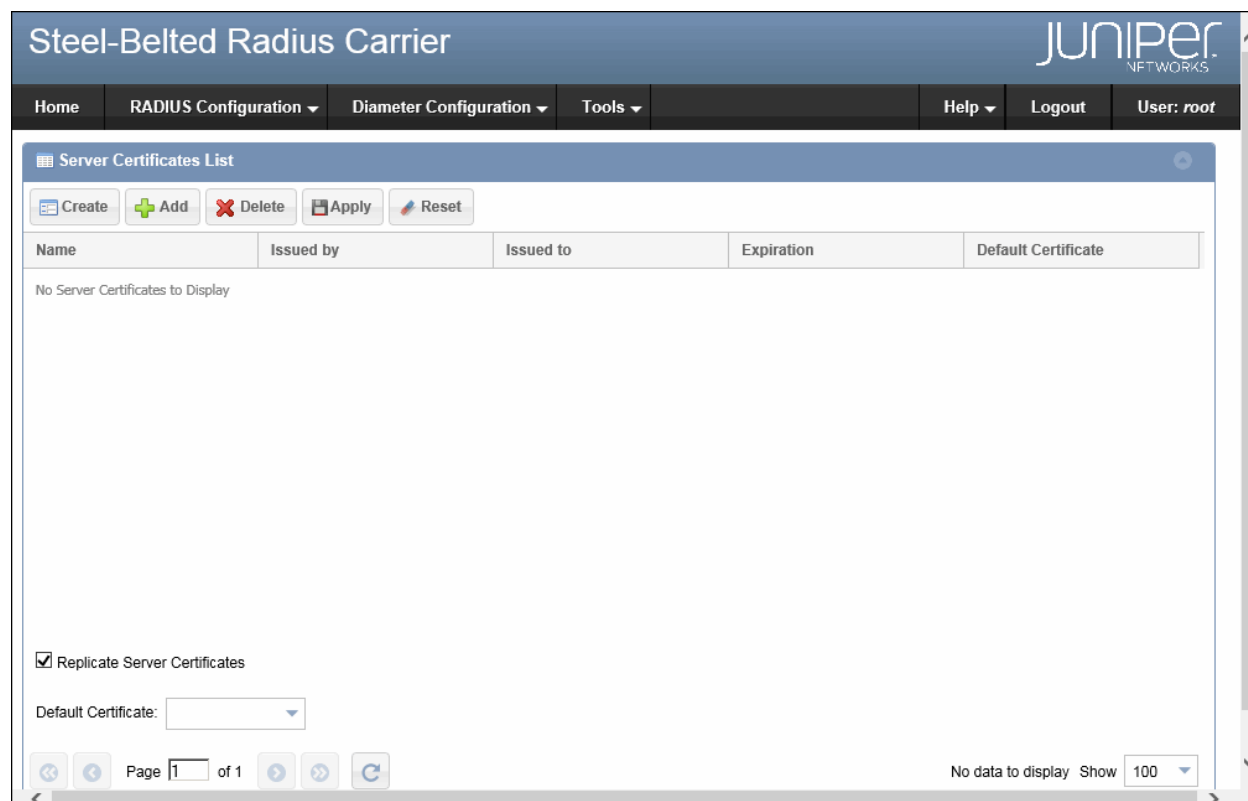 Steel-Belted Radius Carrier
JUNIPER
NETWORKS
Home RADIUS Configuration Diameter Configuration Tools Help Logout User: root
Server Certificates List
Create Add Delete Apply Reset
Name Issued by Issued to Expiration Default Certificate
No Server Certificates to Display
Replicate Server Certificates
Default Certificate:
Page 1 of 1 No data to display Show 100